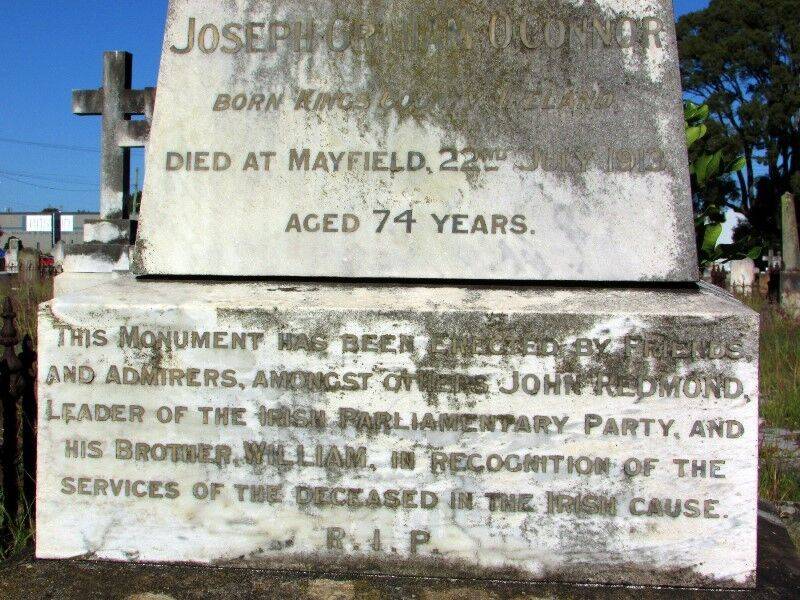 JOSEPH GRAHAM O'CONNOR
BORN KINGS COUNTY, IRELAND.
DIED AT MAYFIELD, 22ND JULY 1913
AGED 74 YEARS.
THIS MONUMENT HAS BEEN ERECTED BY FRIENDS,
AND ADMIRERS, AMONGST OTHERS JOHN REDMOND,
LEADER OF THE IRISH PARLIAMENTARY PARTY, AND
HIS BROTHER, WILLIAM, IN RECOGNITION OF THE
SERVICES OF THE DECEASED IN THE IRISH CAUSE.
R.I.P.